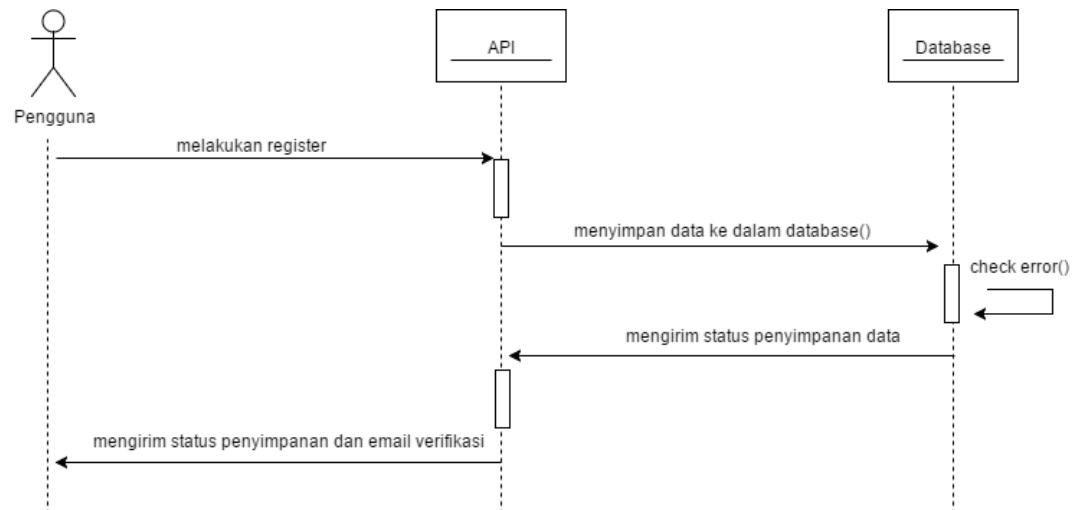 API
Database
Pengguna
melakukan register
menyimpan data ke dalam database()
check error()
mengirim status penyimpanan data
mengirim status penyimpanan dan email verifikasi